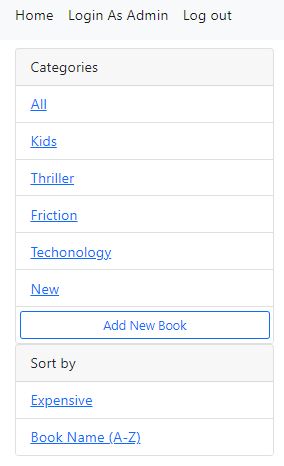 Home Login As Admin Log out
Categories
All
Kids
Thriller
Friction
Techonology
New
Add New Book
Sort by
Expensive
Book Name (A-Z)